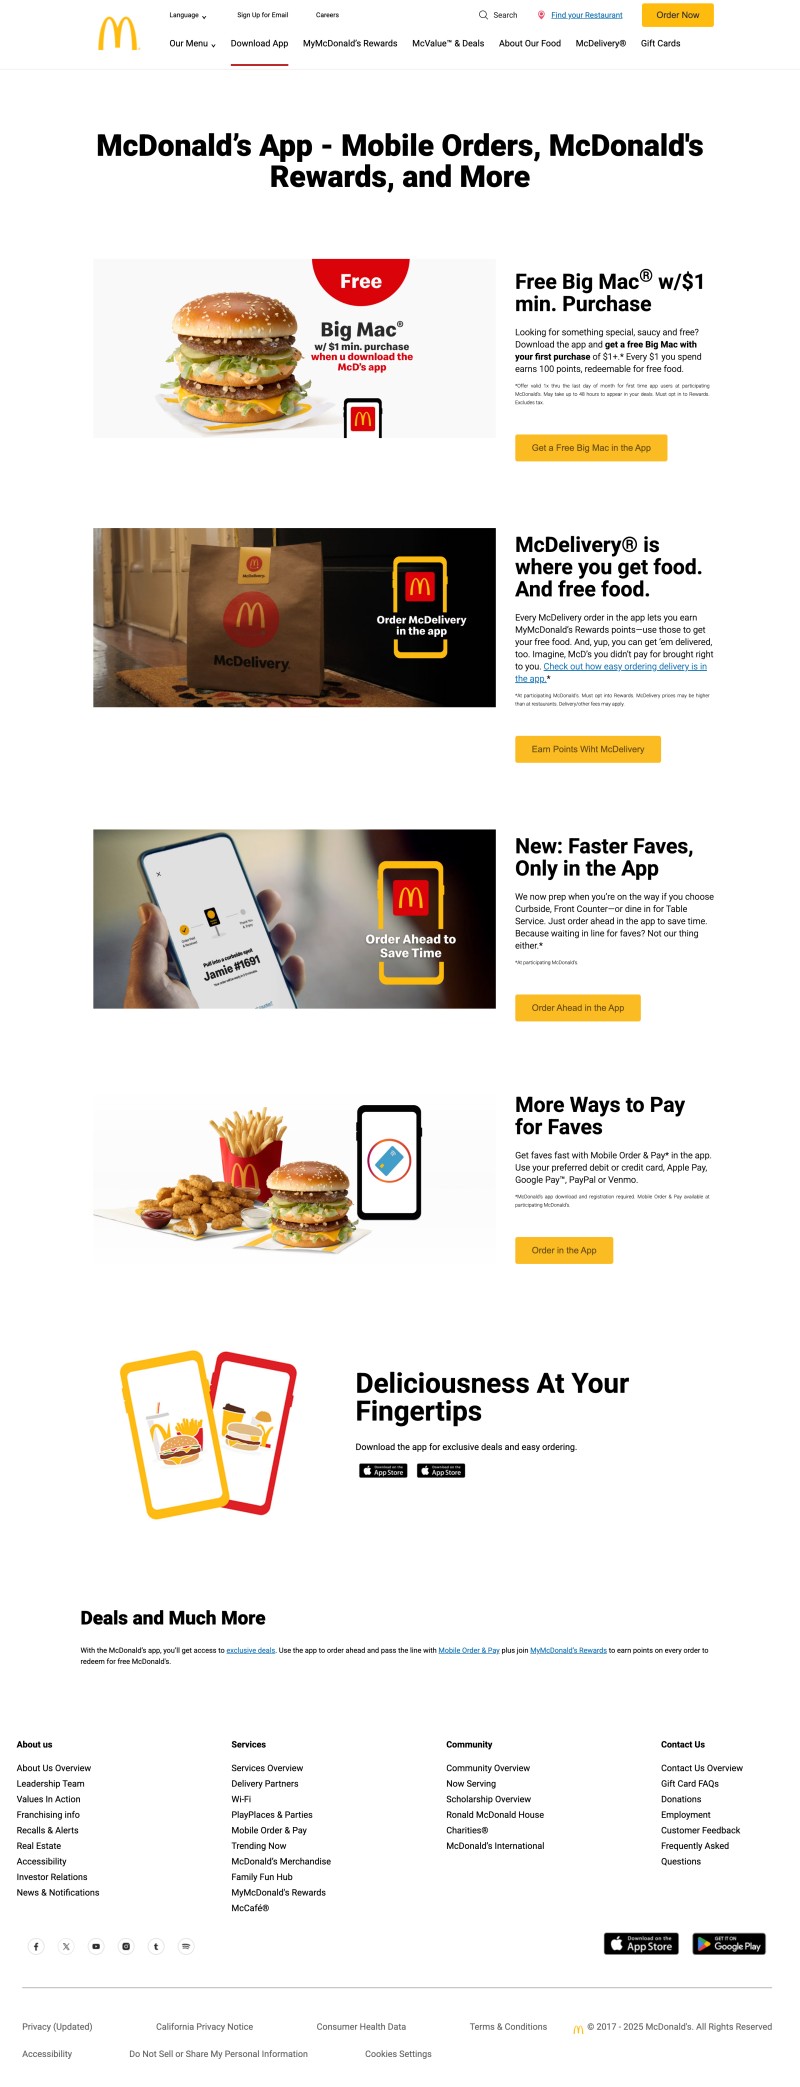 Language
Sign Up for Email
Careers
Search
Find your Restaurant
Order Now
Our Menu
Download App
MyMcDonald's Rewards
McValue™ & Deals
About Our Food
McDelivery®
Gift Cards
McDonald's App - Mobile Orders, McDonald's
Rewards, and More
Free
Big Mac®
w/ $1 min. purchase
when u download the
McD's app
Free Big Mac® w/$1
min. Purchase
Looking for something special, saucy and free?
Download the app and get a free Big Mac with
your first purchase of $1+.* Every $1 you spend
earns 100 points, redeemable for free food.
*Offer valid 1x thru the last day of month for first time app users at participating
McDonald's. May take up to 48 hours to appear in your deals. Must opt in to Rewards.
Excludes tax.
Get a Free Big Mac in the App
McDelivery.
McDelivery.
Order McDelivery
in the app
McDelivery® is
where you get food.
And free food.
Every McDelivery order in the app lets you earn
MyMcDonald's Rewards points—use those to get
your free food. And, yup, you can get 'em delivered,
too. Imagine, McD's you didn't pay for brought right
to you. Check out how easy ordering delivery is in
the app.*
*At participating McDonald's. Must opt into Rewards. McDelivery prices may be higher
than at restaurants. Delivery/other fees may apply.
Earn Points Wiht McDelivery
Pull into a curbside spot
Jamie #1691
Order Ahead to
Save Time
New: Faster Faves,
Only in the App
We now prep when you're on the way if you choose
Curbside, Front Counter—or dine in for Table
Service. Just order ahead in the app to save time.
Because waiting in line for faves? Not our thing
either.*
*At participating McDonald's.
Order Ahead in the App
More Ways to Pay
for Faves
Get faves fast with Mobile Order & Pay* in the app.
Use your preferred debit or credit card, Apple Pay,
Google Pay™, PayPal or Venmo.
*McDonald's app download and registration required. Mobile Order & Pay available at
participating McDonald's.
Order in the App
Deliciousness At Your
Fingertips
Download the app for exclusive deals and easy ordering.
Download on the
App Store
Download on the
App Store
Deals and Much More
With the McDonald's app, you'll get access to exclusive deals. Use the app to order ahead and pass the line with Mobile Order & Pay plus join MyMcDonald's Rewards to earn points on every order to
redeem for free McDonald's.
About us
About Us Overview
Leadership Team
Values In Action
Franchising info
Recalls & Alerts
Real Estate
Accessibility
Investor Relations
News & Notifications
Services
Services Overview
Delivery Partners
Wi-Fi
PlayPlaces & Parties
Mobile Order & Pay
Trending Now
McDonald's Merchandise
Family Fun Hub
MyMcDonald's Rewards
McCafé®
Community
Community Overview
Now Serving
Scholarship Overview
Ronald McDonald House
Charities®
McDonald's International
Contact Us
Contact Us Overview
Gift Card FAQs
Donations
Employment
Customer Feedback
Frequently Asked
Questions
Download on the
App Store
GET IT ON
Google Play
Privacy (Updated)
California Privacy Notice
Consumer Health Data
Terms & Conditions
© 2017 - 2025 McDonald's. All Rights Reserved
Accessibility
Do Not Sell or Share My Personal Information
Cookies Settings